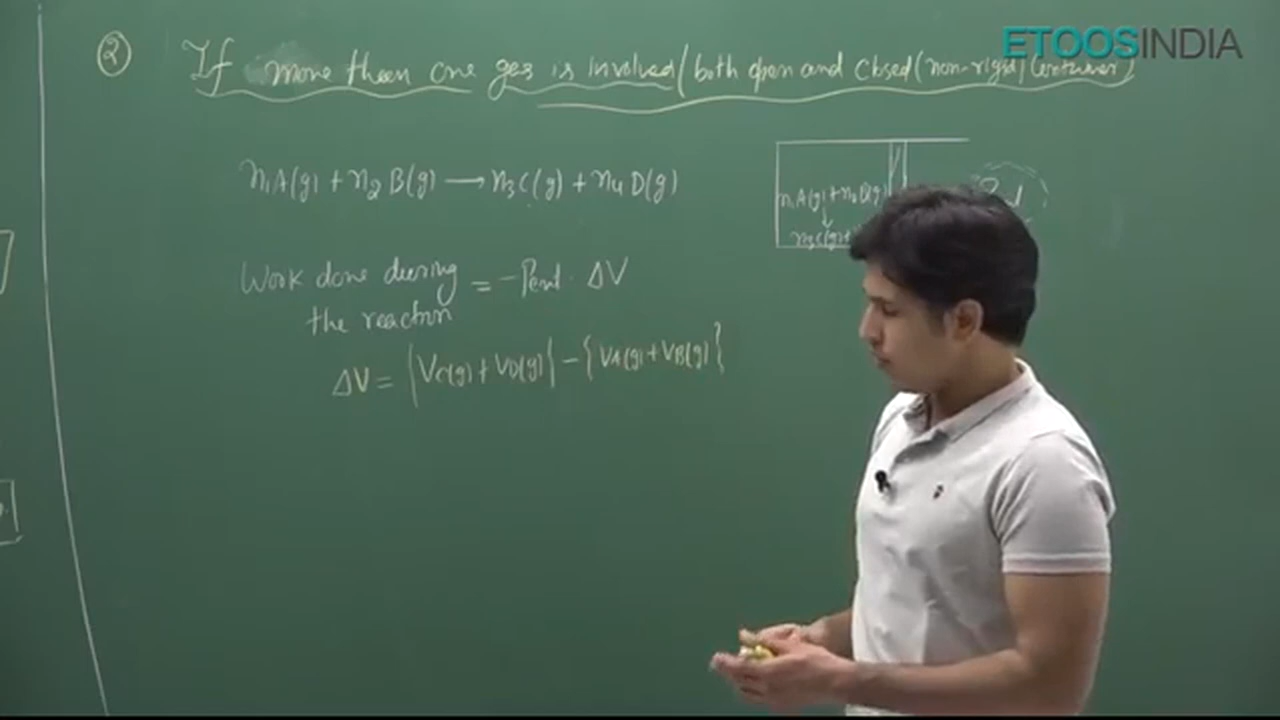 ETOOSINDIA
② If more than one gas is involved/both open and closed(non-rigid) container)
n₁A(g) + n₂B(g) ⟶ n₃C(g) + n₄D(g)
n₁A(g)+n₂B(g)
↓
n₃C(g)+
Work done during = -Pext · ΔV
the reaction
ΔV = {VC(g) + VD(g)} - {VA(g) + VB(g)}